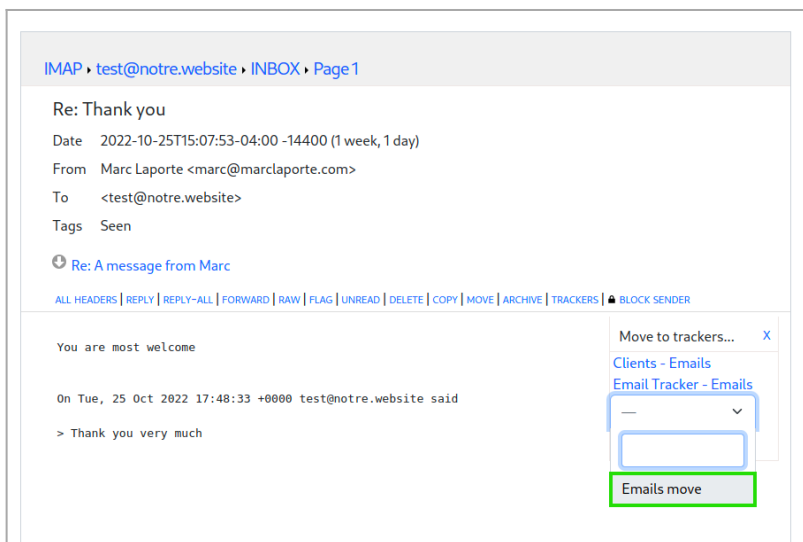 IMAP ▸ test@notre.website ▸ INBOX ▸ Page 1
Re: Thank you
Date 2022-10-25T15:07:53-04:00 -14400 (1 week, 1 day)
From Marc Laporte <marc@marclaporte.com>
To <test@notre.website>
Tags Seen
Re: A message from Marc
ALL HEADERS | REPLY | REPLY-ALL | FORWARD | RAW | FLAG | UNREAD | DELETE | COPY | MOVE | ARCHIVE | TRACKERS | BLOCK SENDER
You are most welcome
On Tue, 25 Oct 2022 17:48:33 +0000 test@notre.website said
> Thank you very much
Move to trackers... X
Clients - Emails
Email Tracker - Emails
—
Emails move